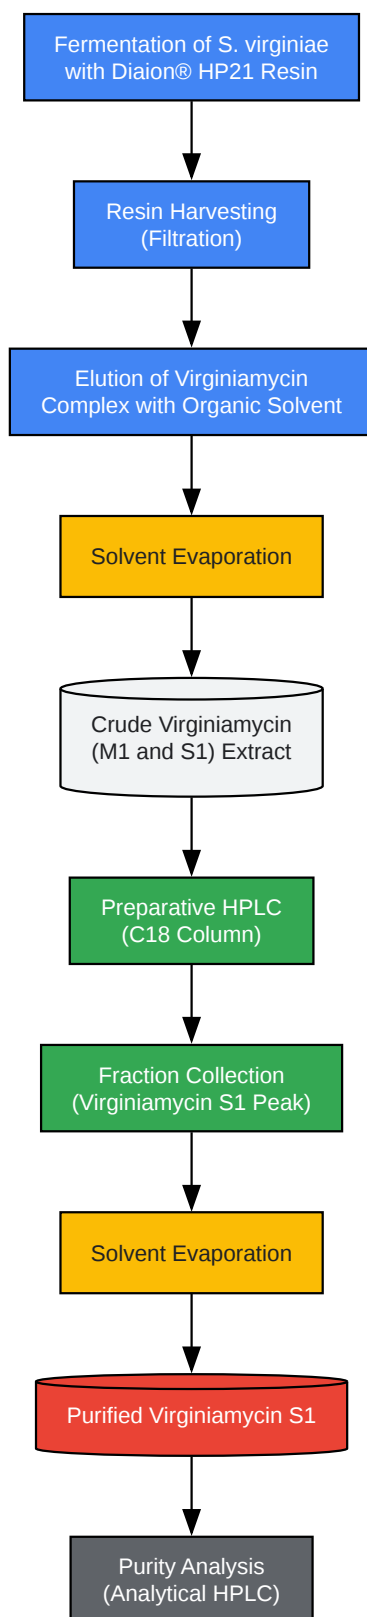 Fermentation of S. virginiae
with Diaion® HP21 Resin
Resin Harvesting
(Filtration)
Elution of Virginiamycin
Complex with Organic Solvent
Solvent Evaporation
Crude Virginiamycin
(M1 and S1) Extract
Preparative HPLC
(C18 Column)
Fraction Collection
(Virginiamycin S1 Peak)
Solvent Evaporation
Purified Virginiamycin S1
Purity Analysis
(Analytical HPLC)